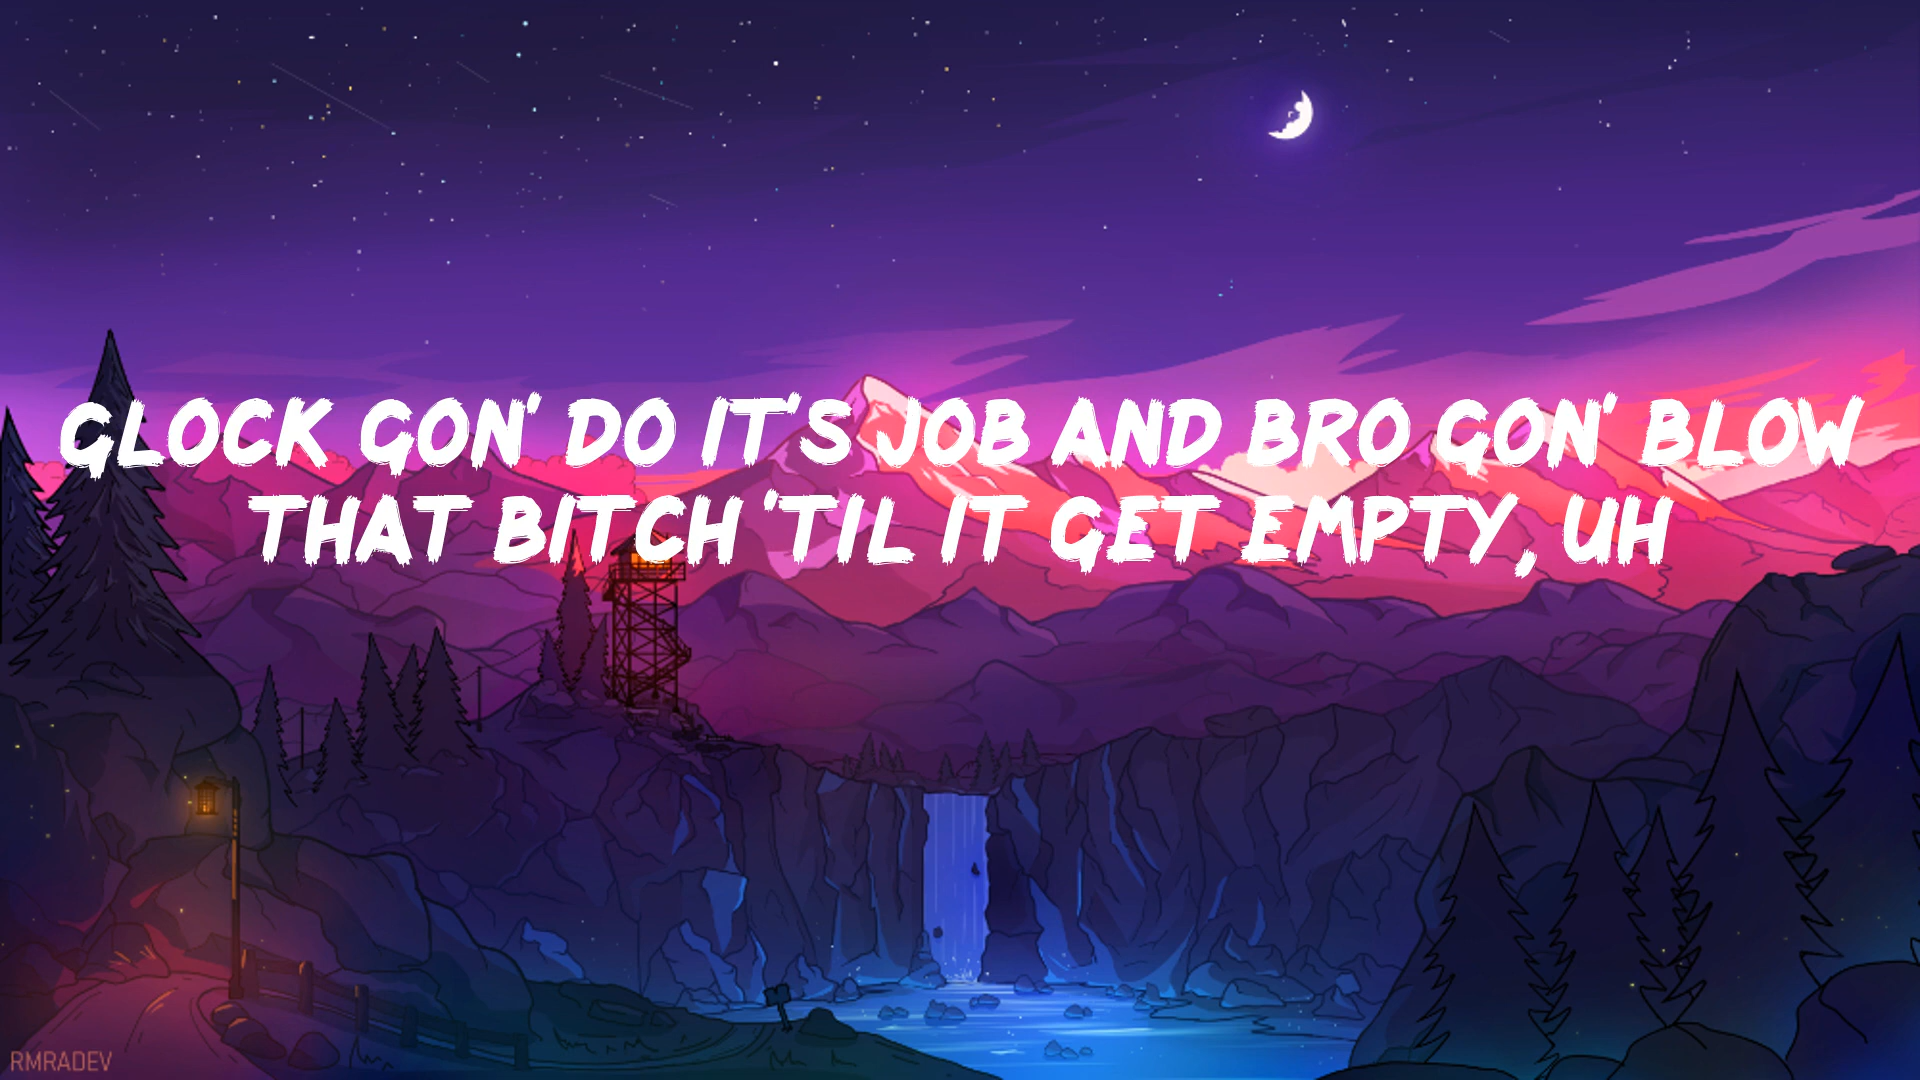 GLOCK GON' DO IT'S JOB AND BRO GON' BLOW
THAT BITCH 'TIL IT GET EMPTY, UH
RMRADEV